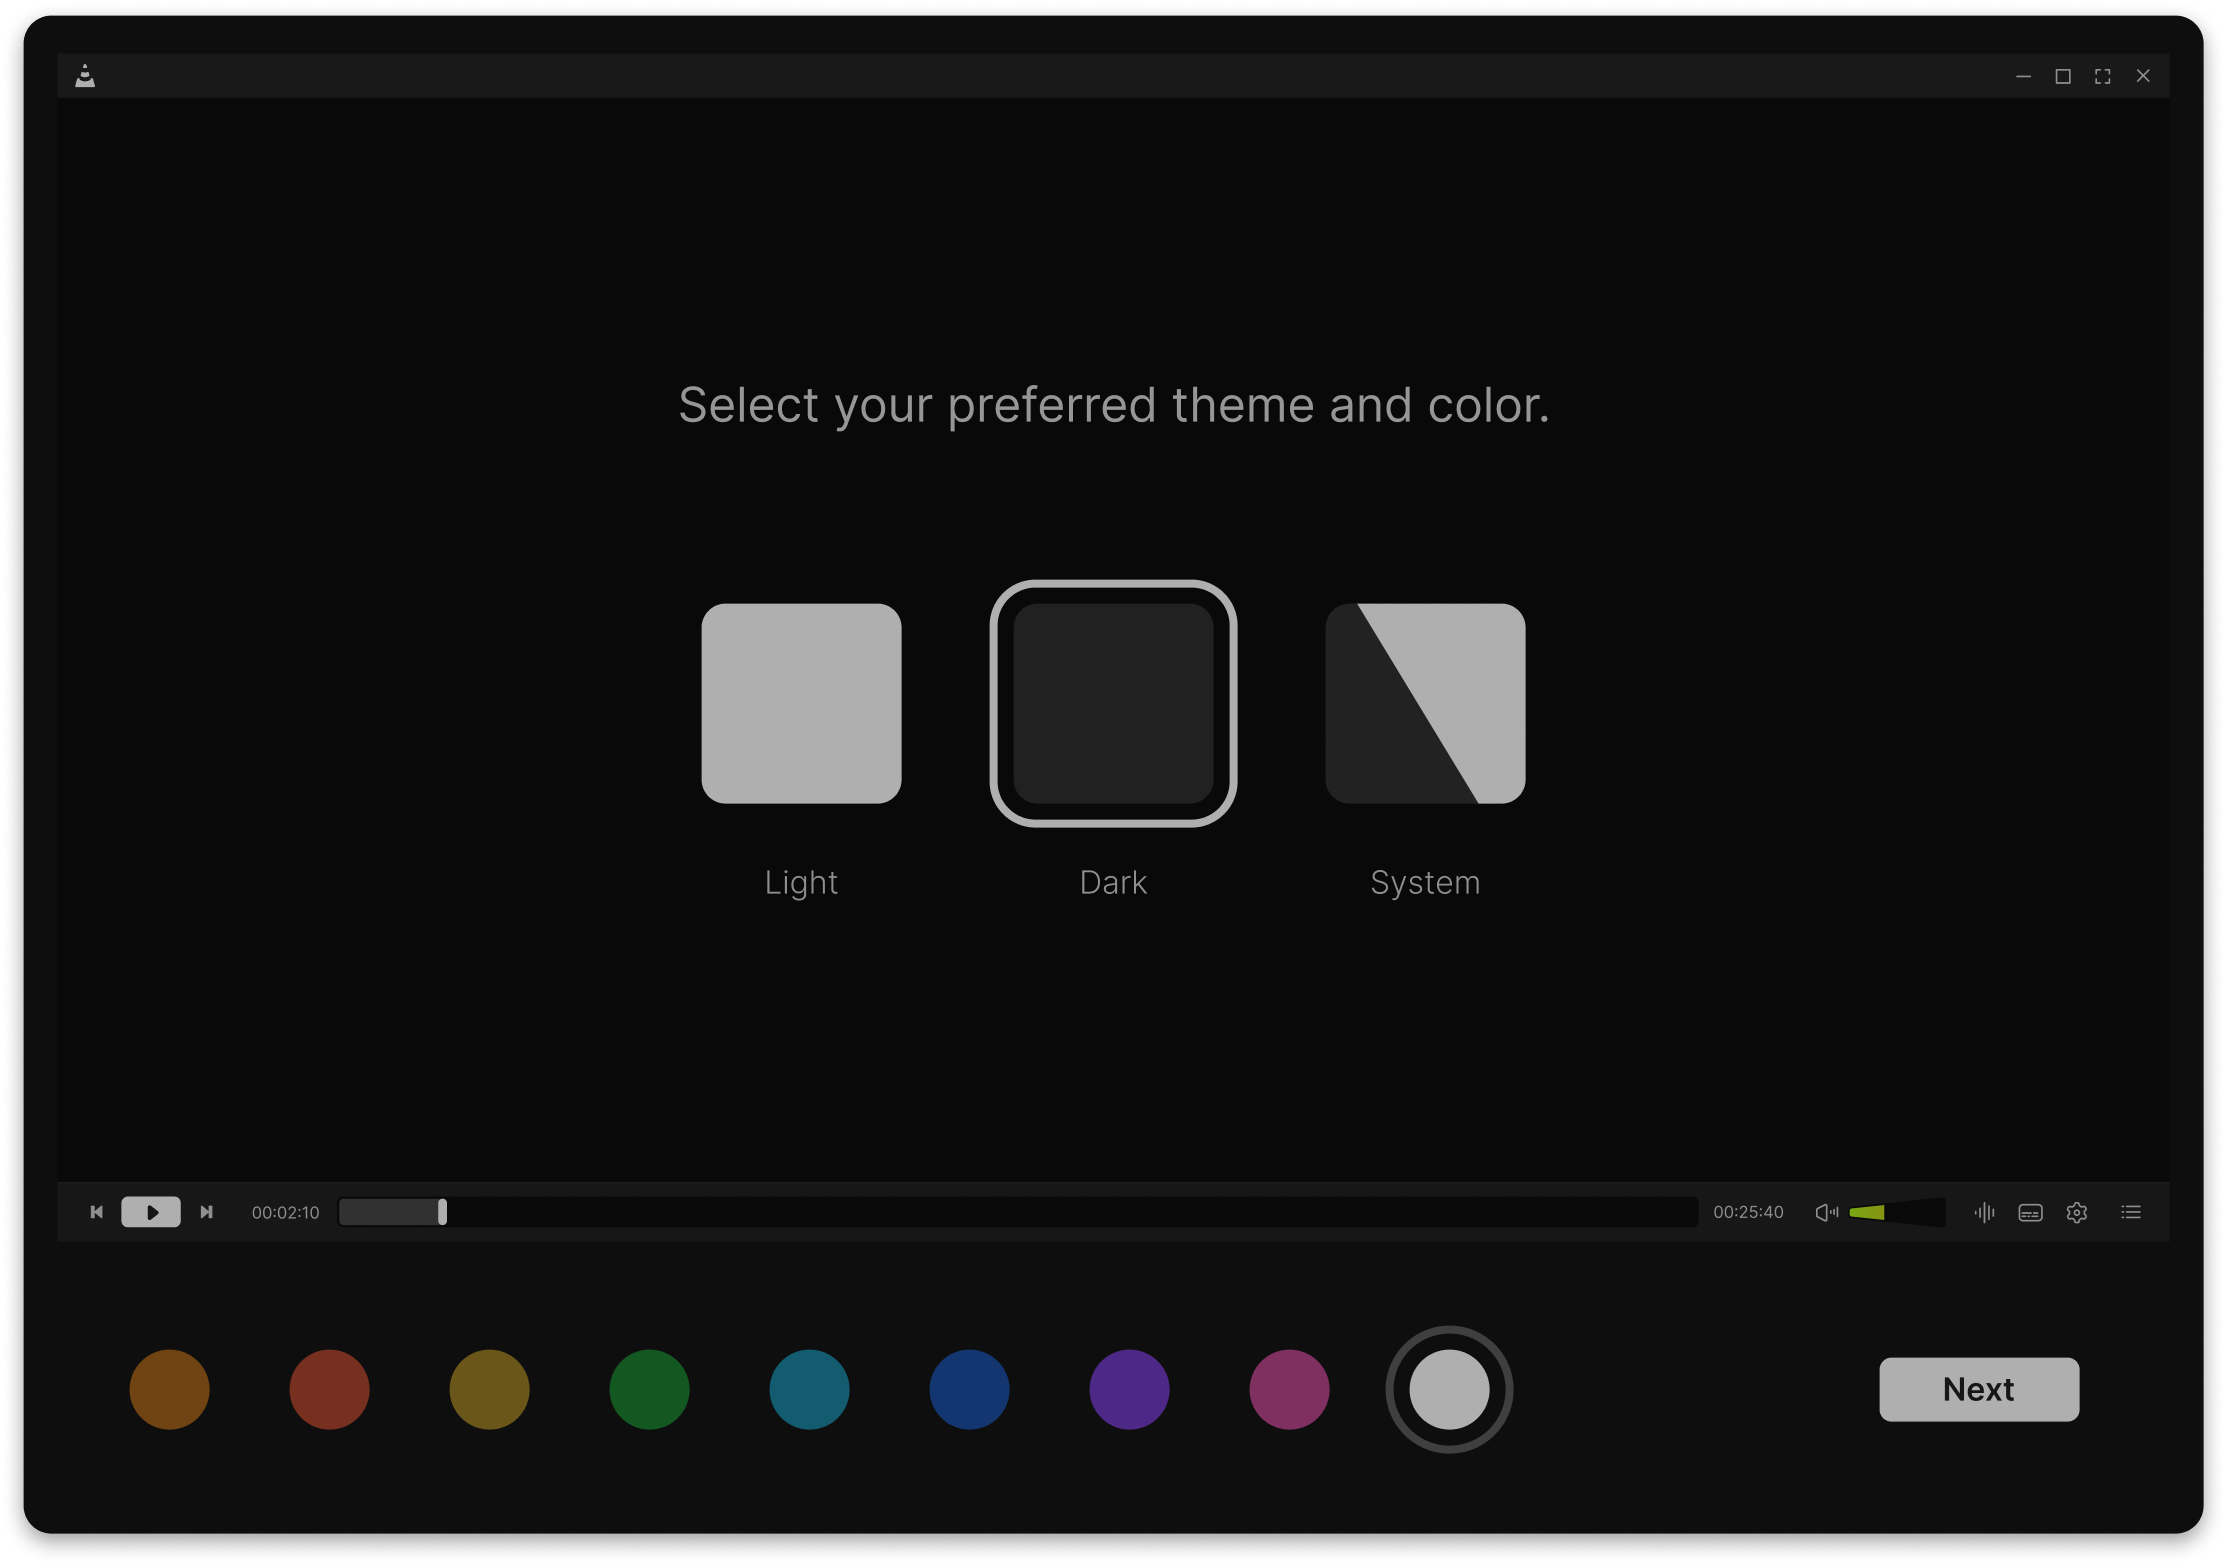 Select your preferred theme and color.
Light
Dark
System
00:02:10
00:25:40
Next